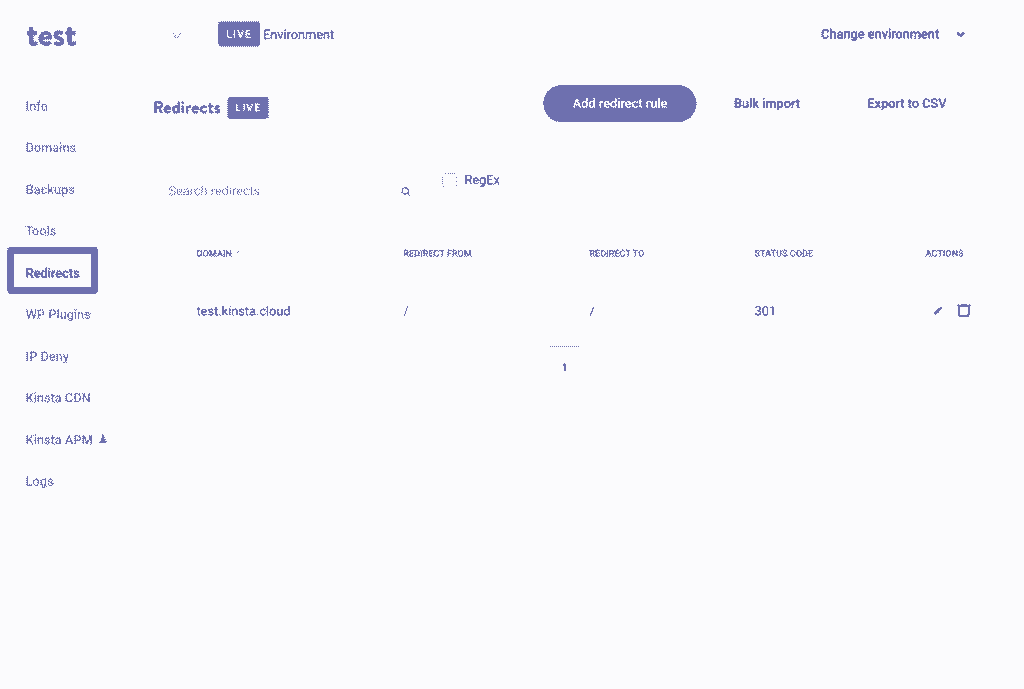 test LIVE Environment Change environment
Info
Redirects LIVE Add redirect rule Bulk import Export to CSV
Domains
Backups
Search redirects RegEx
Tools
DOMAIN REDIRECT FROM REDIRECT TO STATUS CODE ACTIONS
Redirects
WP Plugins
test.kinsta.cloud / / 301
IP Deny
1
Kinsta CDN
Kinsta APM
Logs